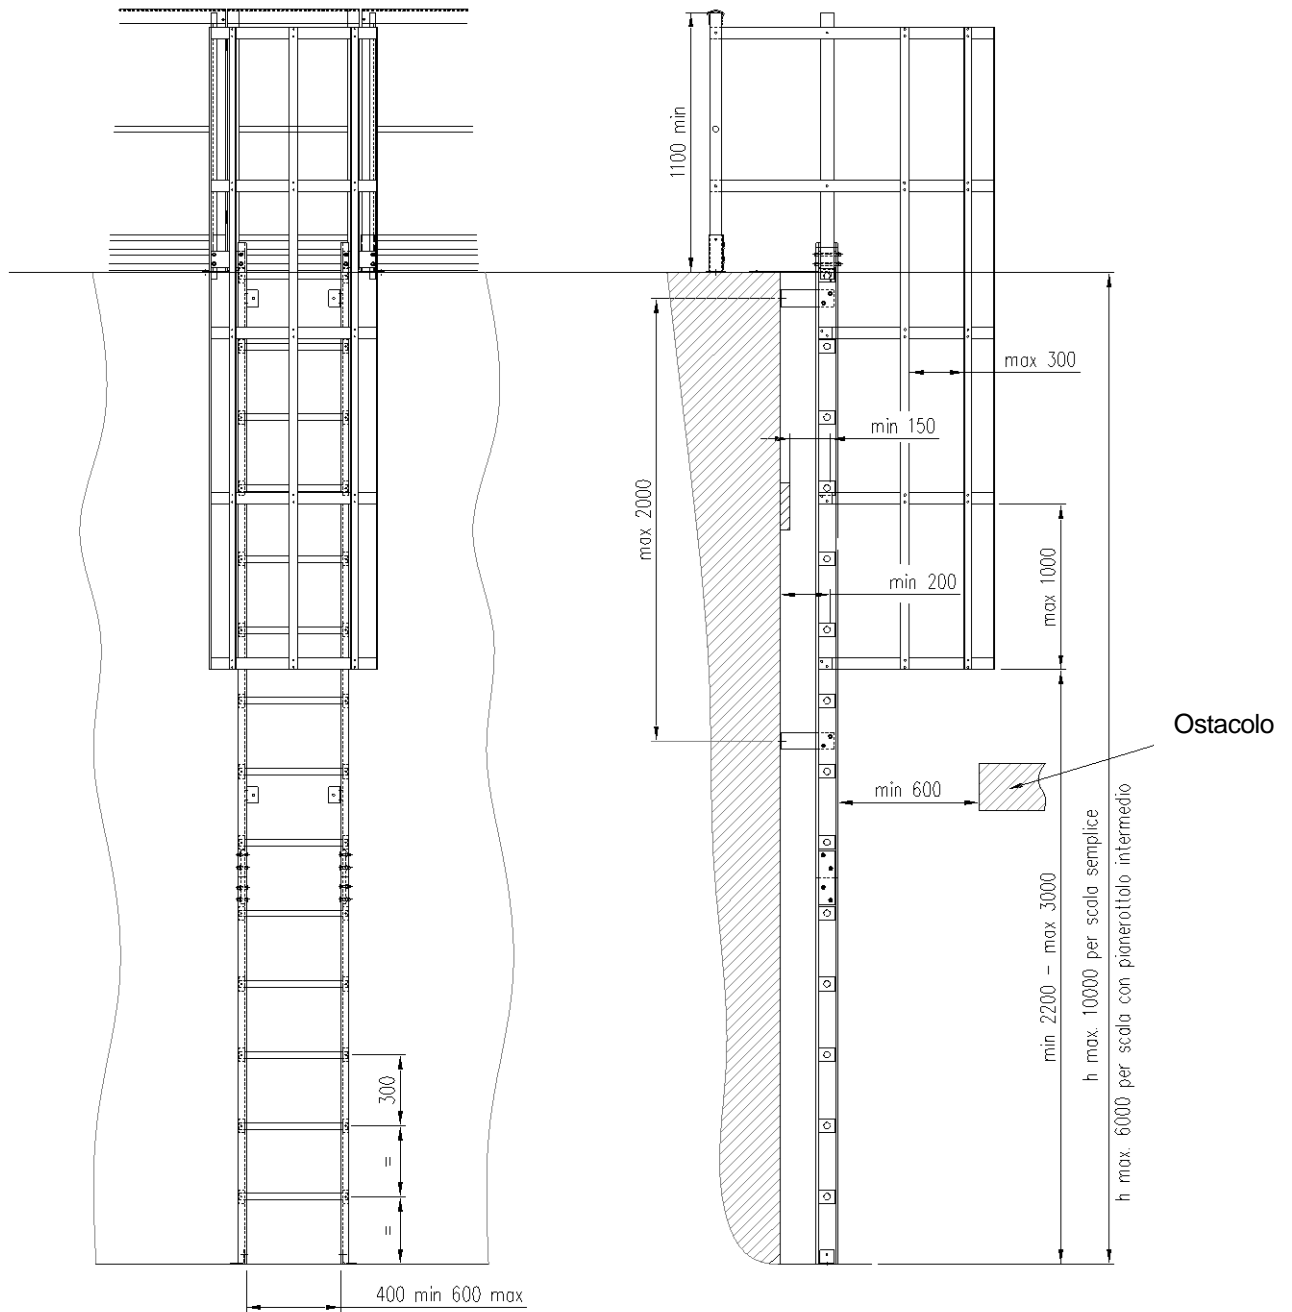 1100 min
max 300
min 150
max 2000
min 200
max 1000
Ostacolo
min 600
min 2200 - max 3000
h max. 10000 per scala semplice
h max. 6000 per scala con pianerottolo intermedio
300
=
=
400 min 600 max